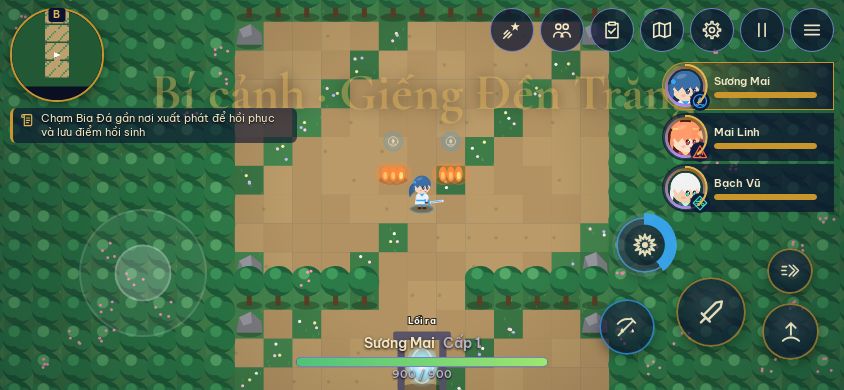 B
Bí cảnh · Giếng Đền Trăn
Chạm Bia Đá gần nơi xuất phát để hồi phục
và lưu điểm hồi sinh
Sương Mai
Mai Linh
Bạch Vũ
Lối ra
Sương Mai Cấp 1
900 / 900